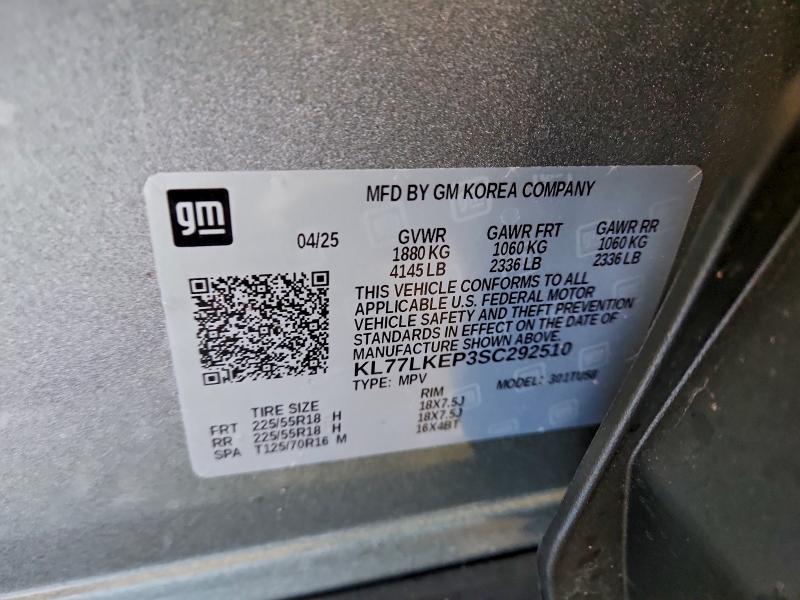 gm
MFD BY GM KOREA COMPANY
04/25
GVWR GAWR FRT GAWR RR
1880 KG 1060 KG 1060 KG
4145 LB 2336 LB 2336 LB
THIS VEHICLE CONFORMS TO ALL
APPLICABLE U.S. FEDERAL MOTOR
VEHICLE SAFETY AND THEFT PREVENTION
STANDARDS IN EFFECT ON THE DATE OF
MANUFACTURE SHOWN ABOVE.
KL77LKEP3SC292510
TYPE: MPV MODEL: 301TUS8
TIRE SIZE RIM
FRT 225/55R18 H 18X7.5J
RR 225/55R18 H 18X7.5J
SPA T125/70R16 M 16X4BT